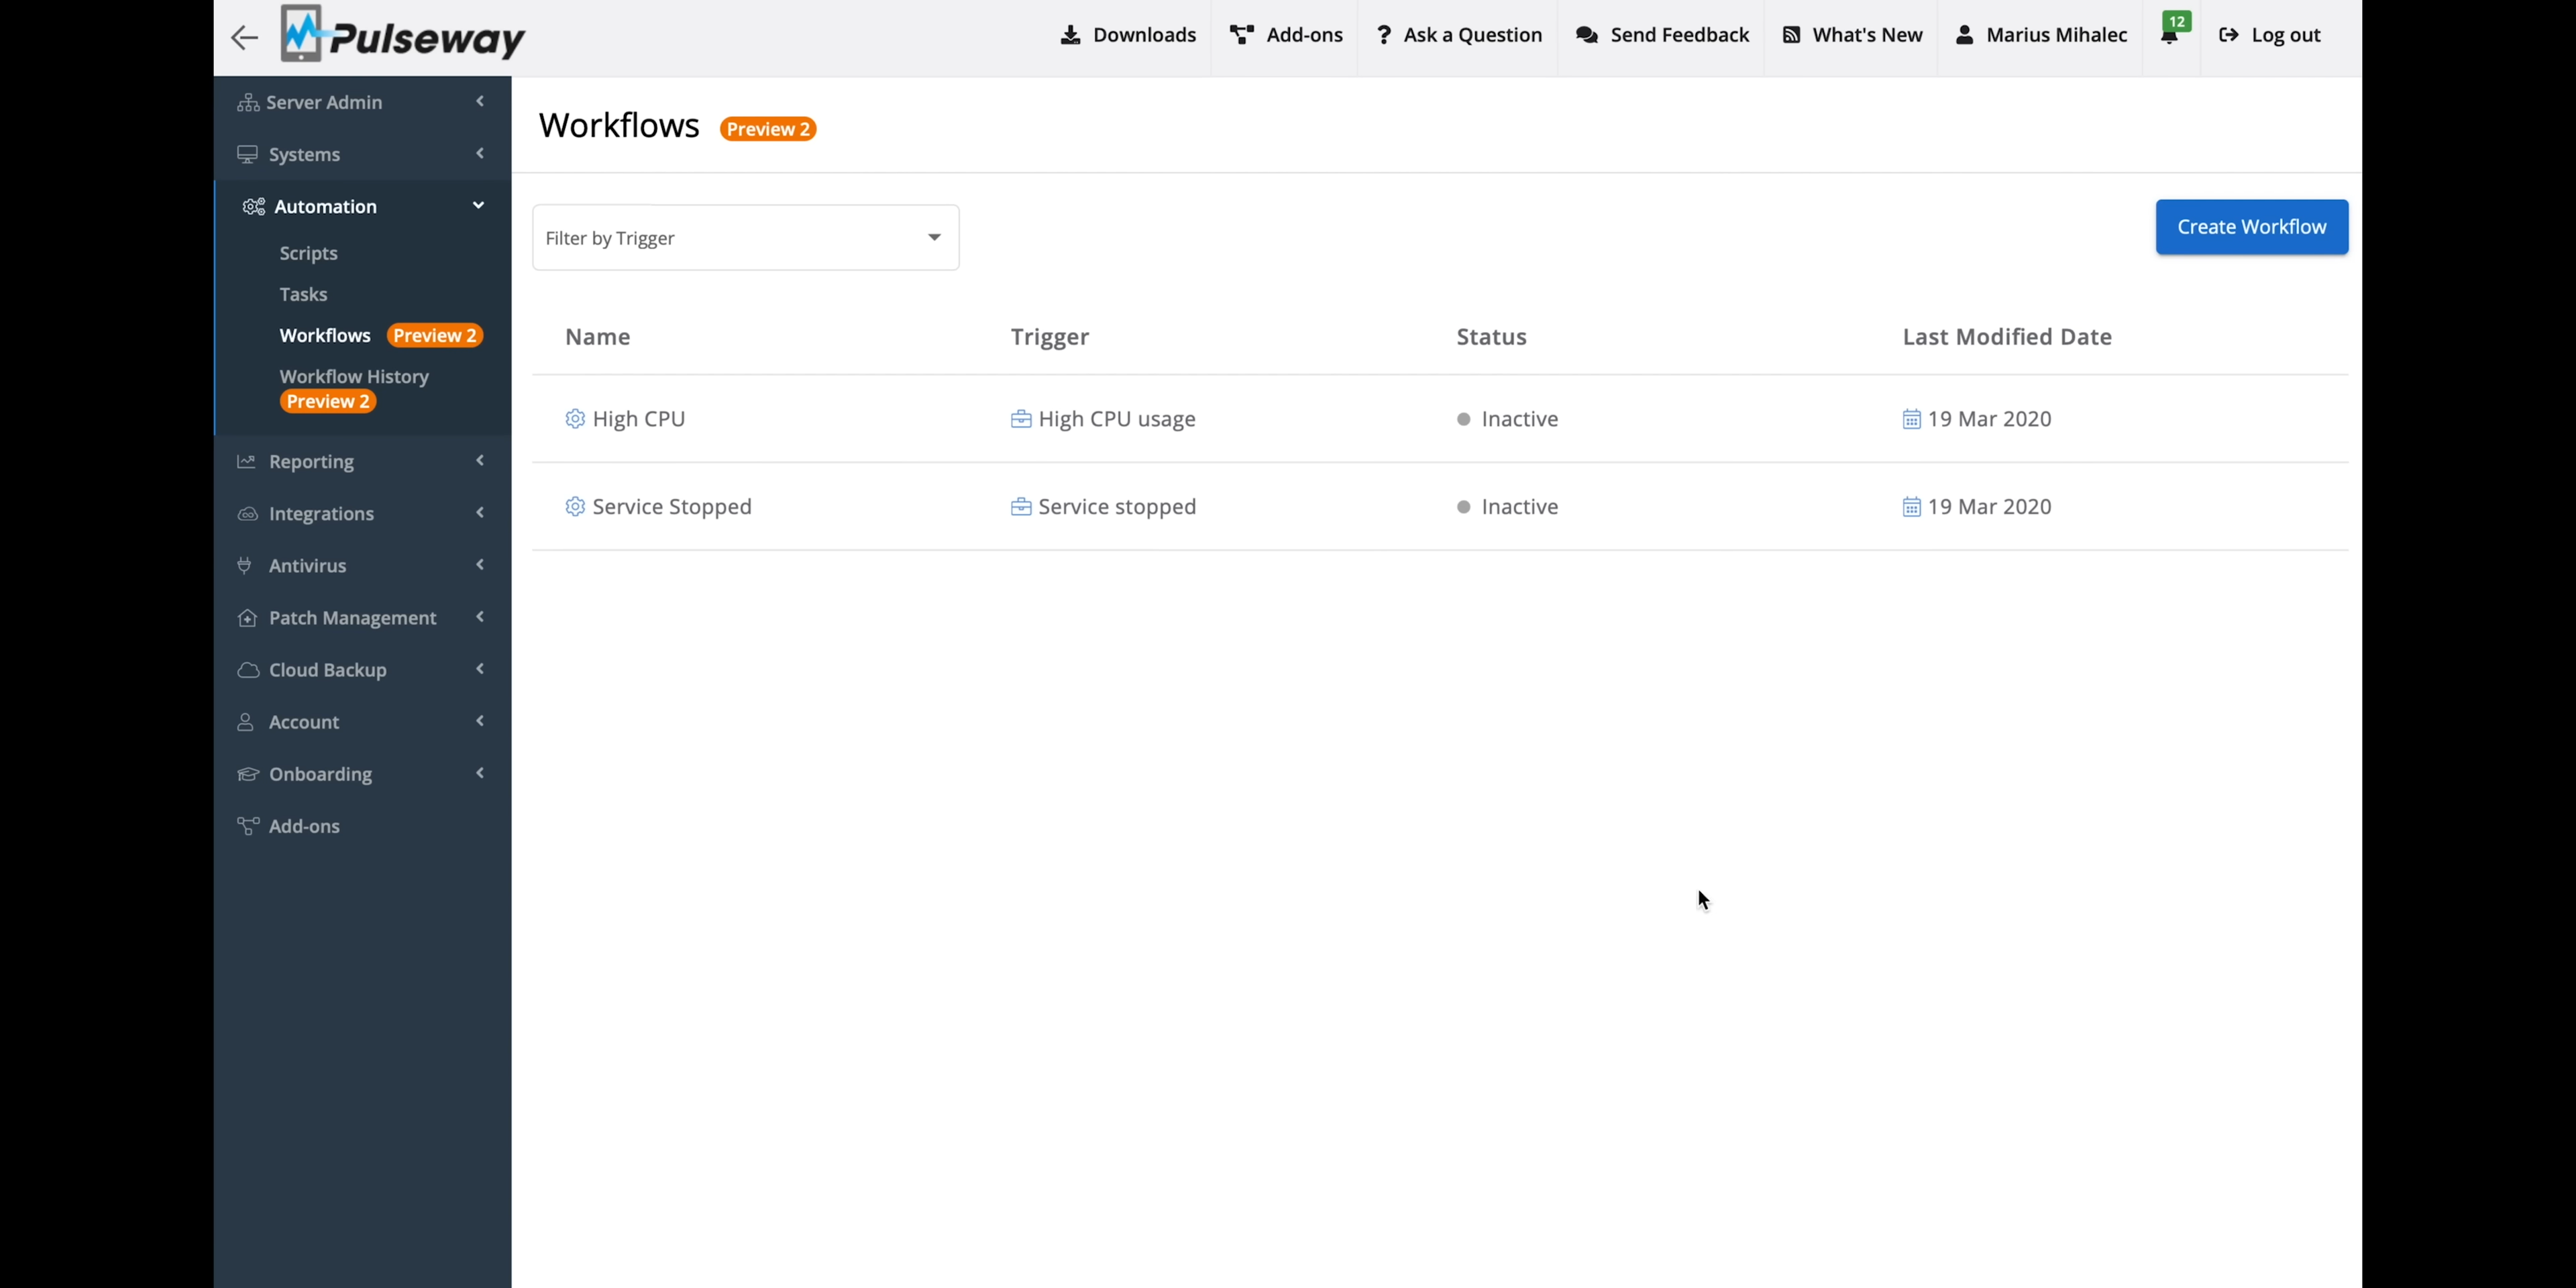 Pulseway
Downloads
Add-ons
Ask a Question
Send Feedback
What's New
Marius Mihalec
12
Log out
Server Admin
Systems
Automation
Scripts
Tasks
Workflows Preview 2
Workflow History
Preview 2
Reporting
Integrations
Antivirus
Patch Management
Cloud Backup
Account
Onboarding
Add-ons
Workflows Preview 2
Filter by Trigger
Create Workflow
Name Trigger Status Last Modified Date
High CPU High CPU usage Inactive 19 Mar 2020
Service Stopped Service stopped Inactive 19 Mar 2020